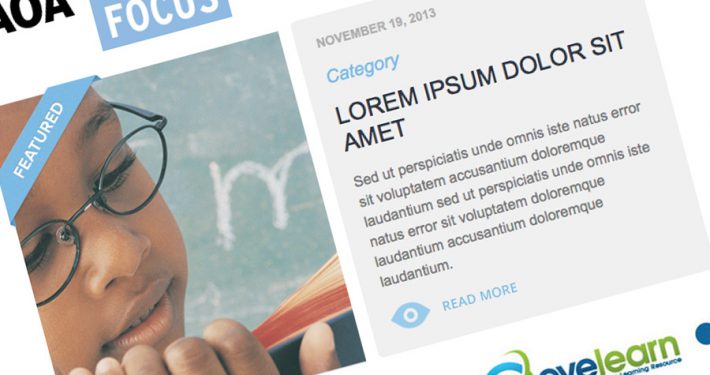 AOA
FOCUS
FEATURED
NOVEMBER 19, 2013
Category
LOREM IPSUM DOLOR SIT
AMET
Sed ut perspiciatis unde omnis iste natus error
sit voluptatem accusantium doloremque
laudantium sed ut perspiciatis unde omnis iste
natus error sit voluptatem doloremque
laudantium accusantium doloremque
laudantium.
READ MORE
eyelearn
Learning Resource
m